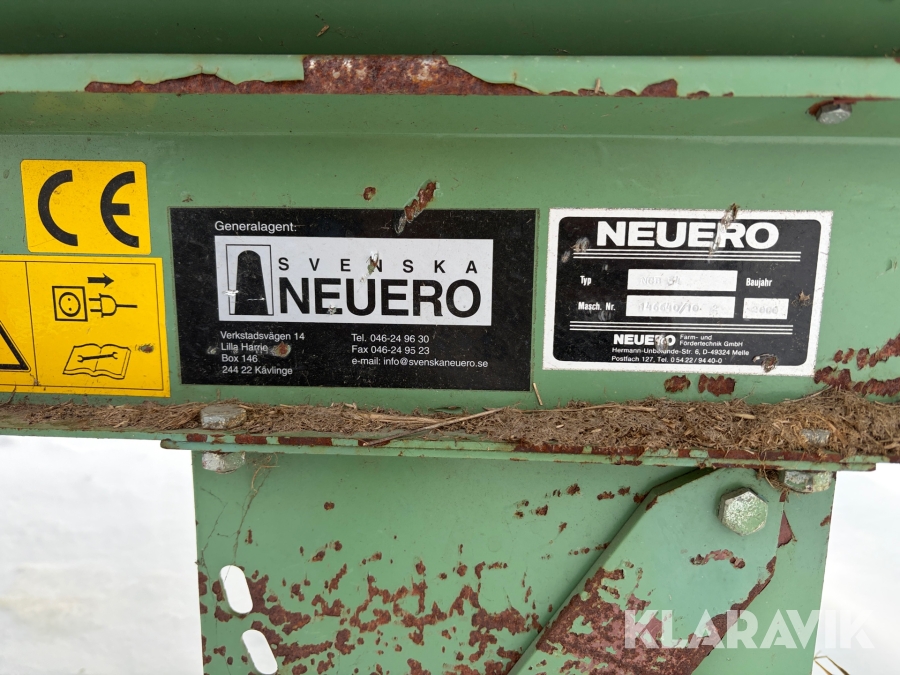 CE
Generalagent:
SVENSKA
NEUERO
Verkstadsvägen 14
Lilla Harrie
Box 146
244 22 Kävlinge
Tel. 046-24 96 30
Fax 046-24 95 23
e-mail: info@svenskaneuero.se
NEUERO
Typ
Baujahr
Masch. Nr.
NEUERO Farm- und
Fördertechnik GmbH
Hermann-Unbefunde-Str. 6, D-49324 Melle
Postfach 127, Tel. 0 54 22 / 94 40-0
KLARAVIK